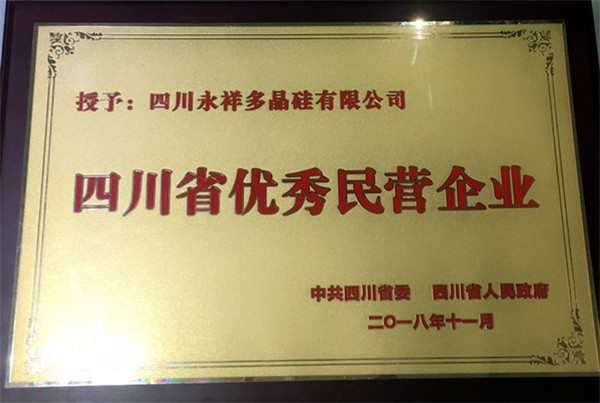 授予：四川永祥多晶硅有限公司
四川省优秀民营企业
中共四川省委 四川省人民政府
二〇一八年十一月